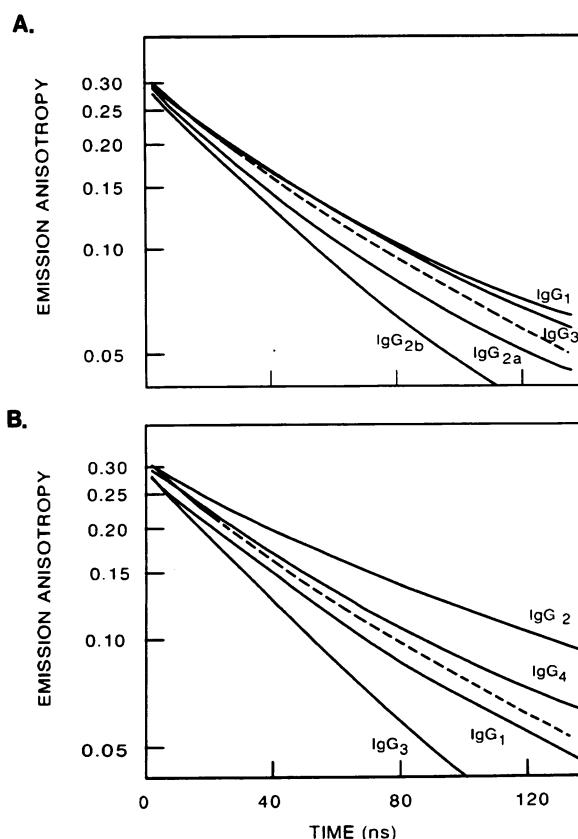 A.
EMISSION ANISOTROPY
0.30
0.25
0.20
0.15
0.10
0.05
IgG1
IgG3
IgG2a
IgG2b
B.
EMISSION ANISOTROPY
0.30
0.25
0.20
0.15
0.10
0.05
IgG 2
IgG4
IgG1
IgG3
0
40
80
120
TIME (ns)